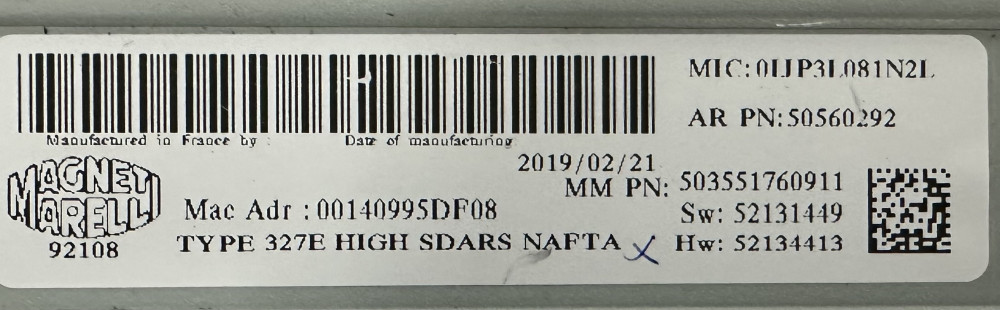 MIC:0IJP3L081N2L
AR PN:50560292
Manufactured in France by :
Date of manufacturing
2019/02/21
MM PN: 503551760911
MAGNETI
MARELLI
92108
Mac Adr : 00140995DF08
Sw: 52131449
TYPE 327E HIGH SDARS NAFTA X
Hw: 52134413